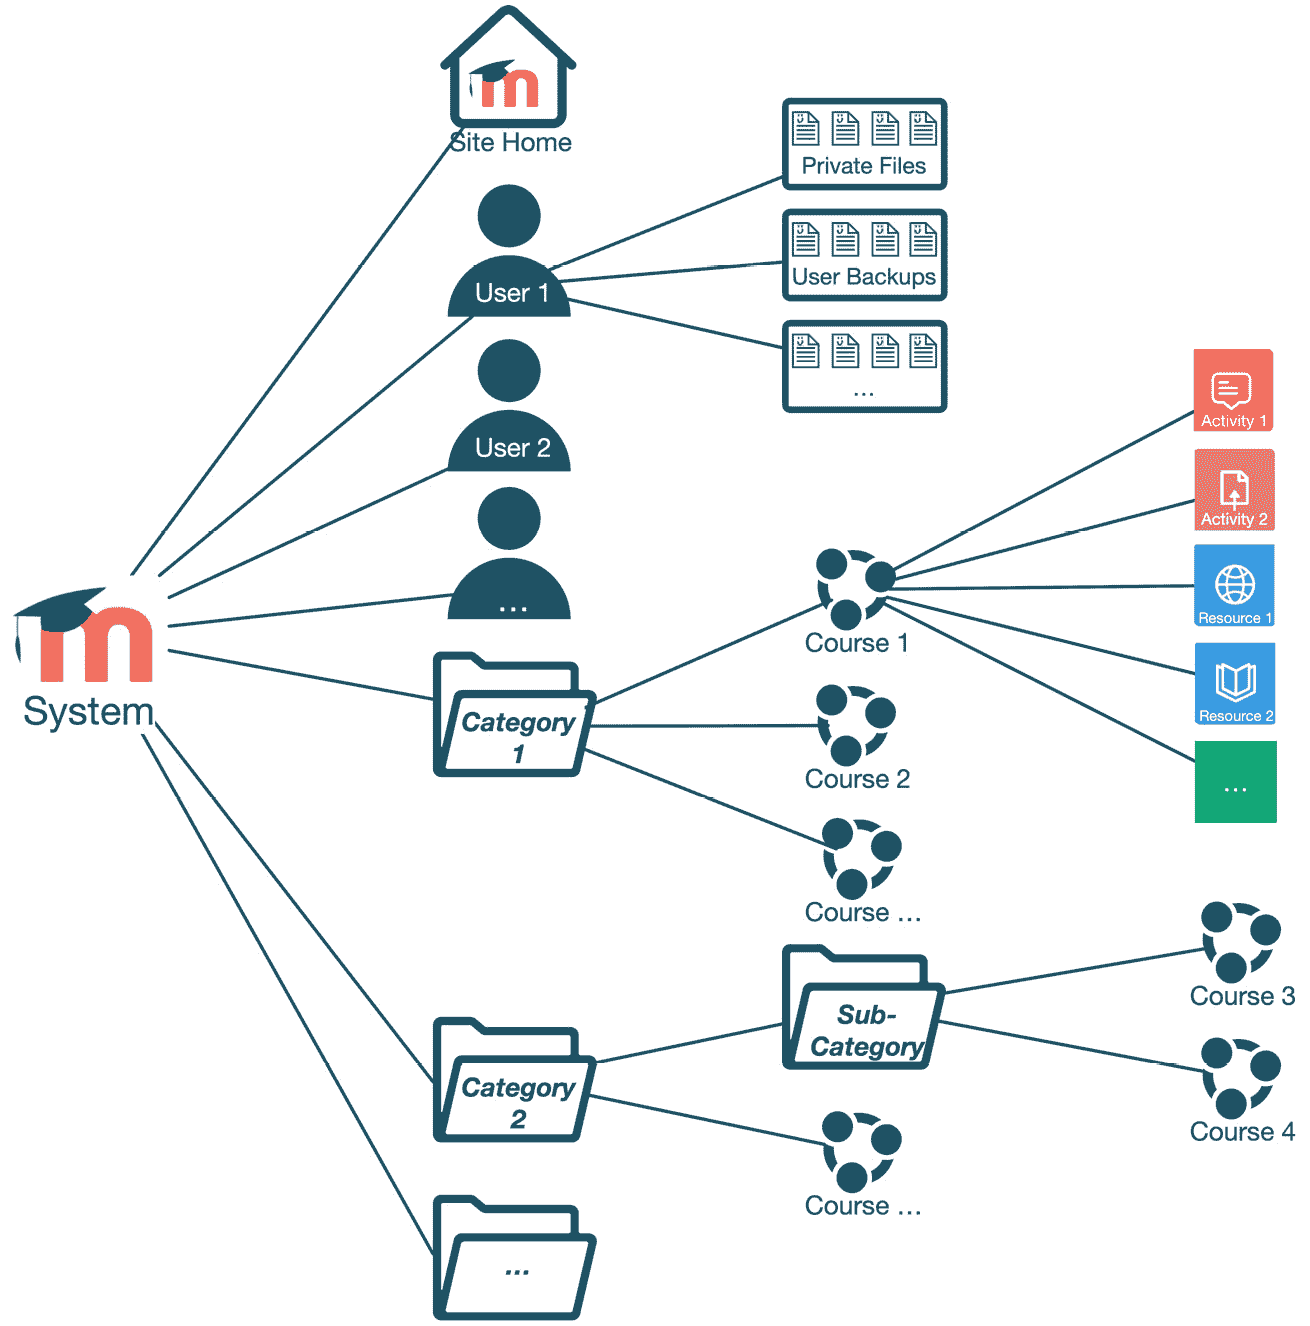 Site Home
Private Files
User 1
User Backups
...
User 2
Activity 1
Activity 2
...
Course 1
Resource 1
System
Category
1
Resource 2
Course 2
...
Course ...
Sub-
Category
Course 3
Category
2
Course 4
Course ...
...